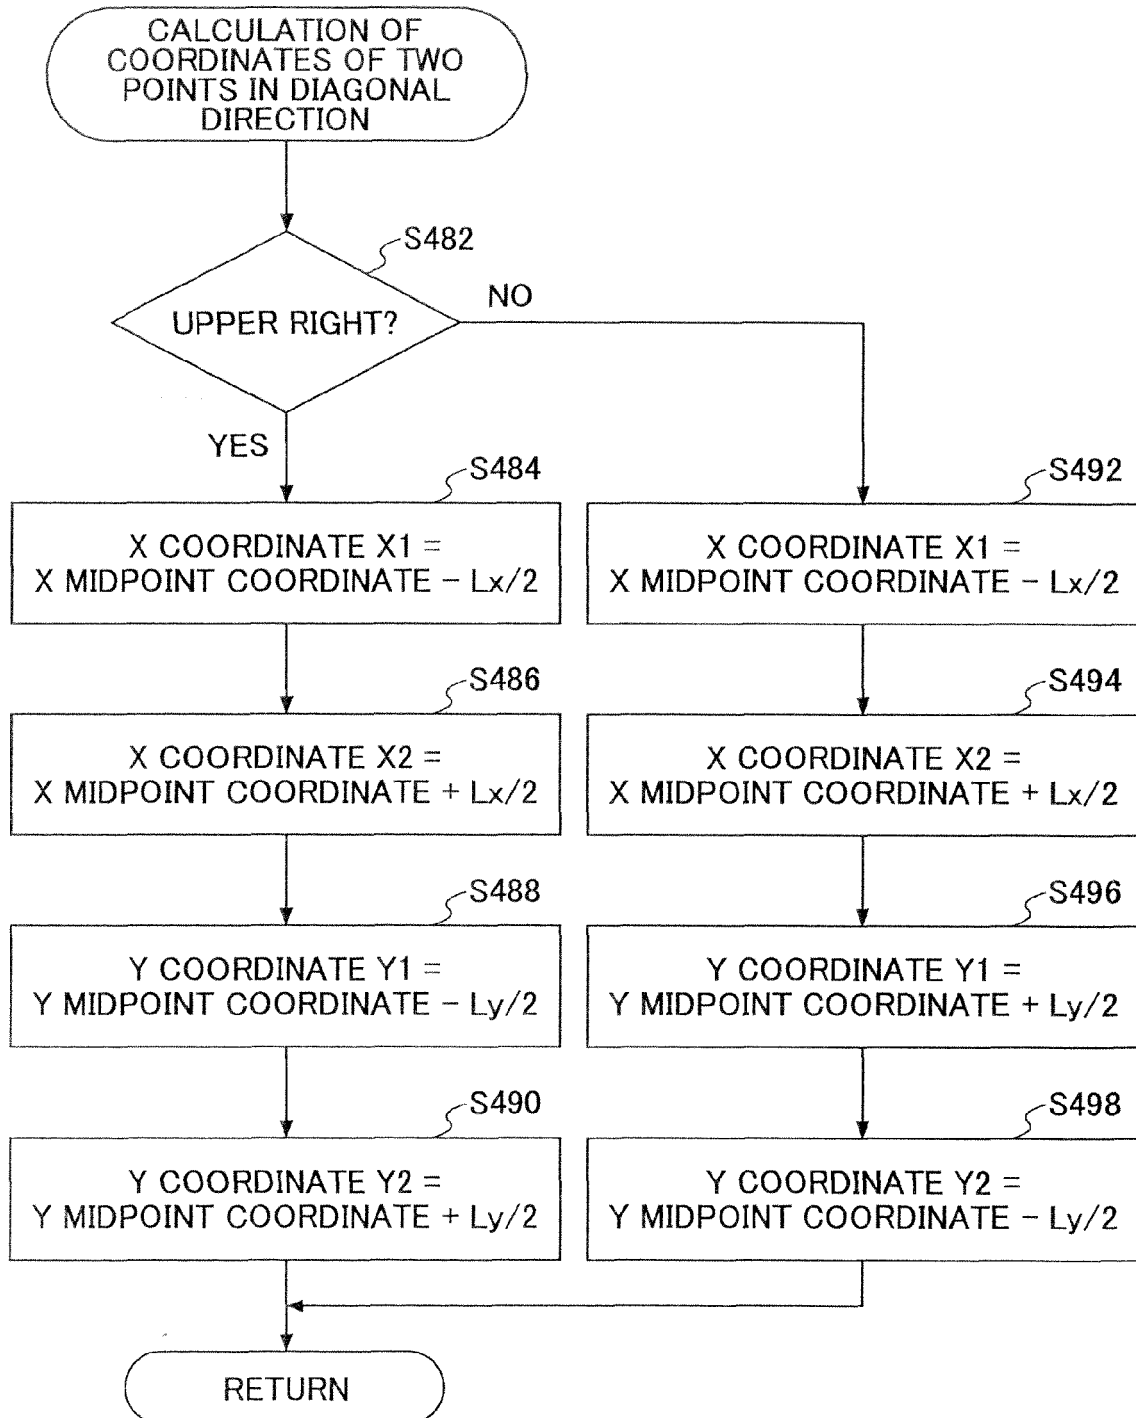 CALCULATION OF
COORDINATES OF TWO
POINTS IN DIAGONAL
DIRECTION
S482
UPPER RIGHT?
NO
YES
S484
X COORDINATE X1 =
X MIDPOINT COORDINATE − Lx/2
S486
X COORDINATE X2 =
X MIDPOINT COORDINATE + Lx/2
S488
Y COORDINATE Y1 =
Y MIDPOINT COORDINATE − Ly/2
S490
Y COORDINATE Y2 =
Y MIDPOINT COORDINATE + Ly/2
S492
X COORDINATE X1 =
X MIDPOINT COORDINATE − Lx/2
S494
X COORDINATE X2 =
X MIDPOINT COORDINATE + Lx/2
S496
Y COORDINATE Y1 =
Y MIDPOINT COORDINATE + Ly/2
S498
Y COORDINATE Y2 =
Y MIDPOINT COORDINATE − Ly/2
RETURN